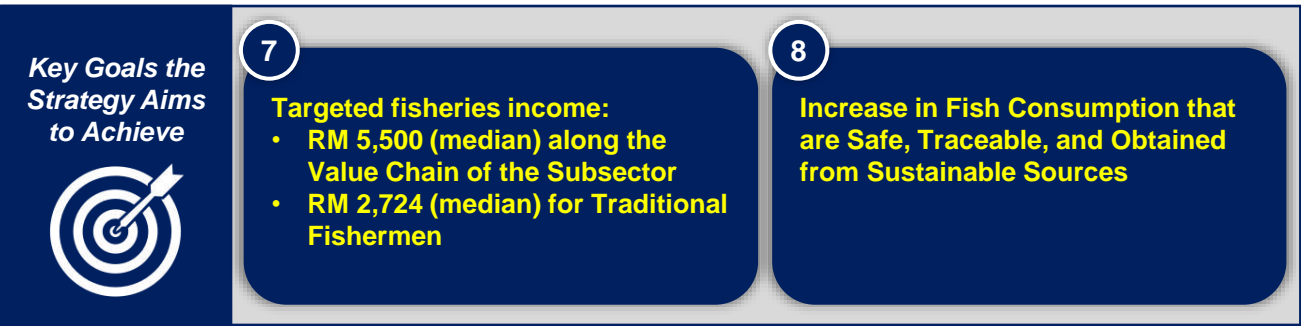 Key Goals the
Strategy Aims
to Achieve
7
Targeted fisheries income:
• RM 5,500 (median) along the
Value Chain of the Subsector
• RM 2,724 (median) for Traditional
Fishermen
8
Increase in Fish Consumption that
are Safe, Traceable, and Obtained
from Sustainable Sources